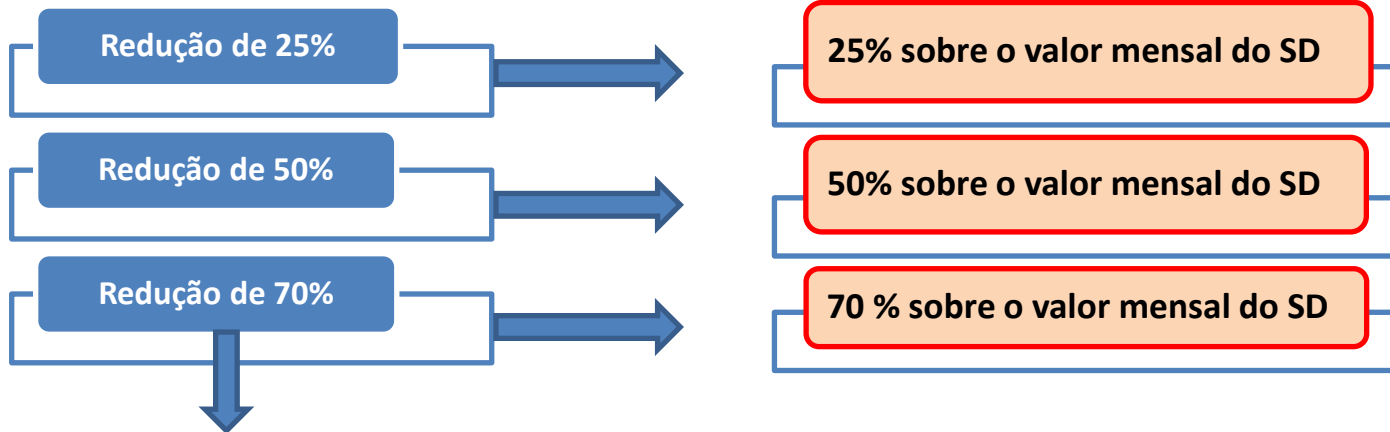 Redução de 25%
25% sobre o valor mensal do SD
Redução de 50%
50% sobre o valor mensal do SD
Redução de 70%
70 % sobre o valor mensal do SD